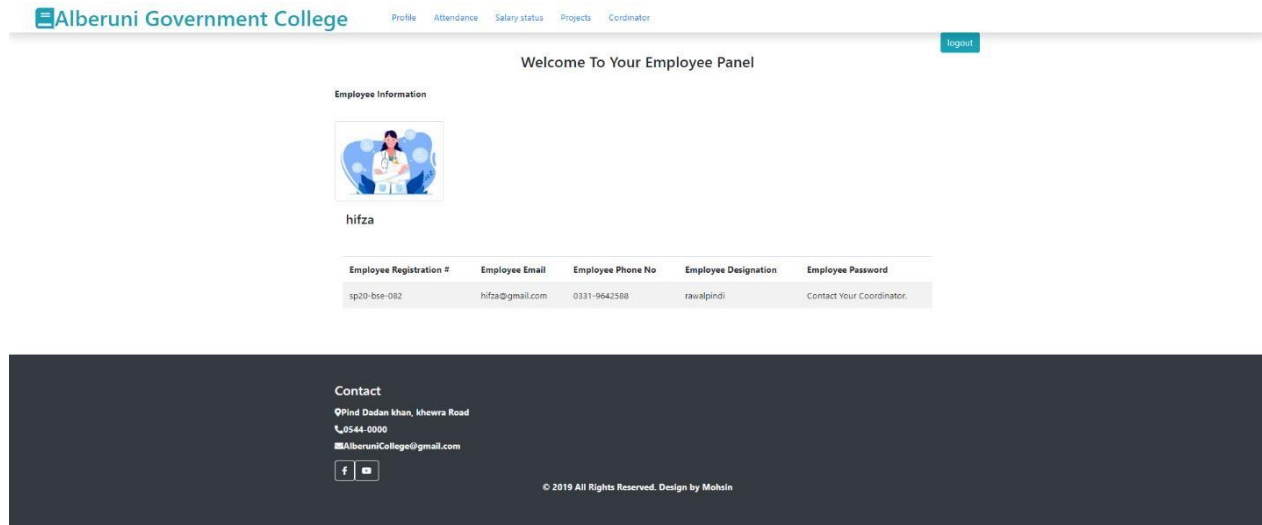 Alberuni Government College
Profile Attendance Salary status Projects Cordinator
logout
Welcome To Your Employee Panel
Employee Information
hifza
Employee Registration # Employee Email Employee Phone No Employee Designation Employee Password
sp20-bse-082 hifza@gmail.com 0331-9642588 rawalpindi Contact Your Coordinator.
Contact
Pind Dadan khan, khewra Road
0544-0000
AlberuniCollege@gmail.com
© 2019 All Rights Reserved. Design by Mohsin